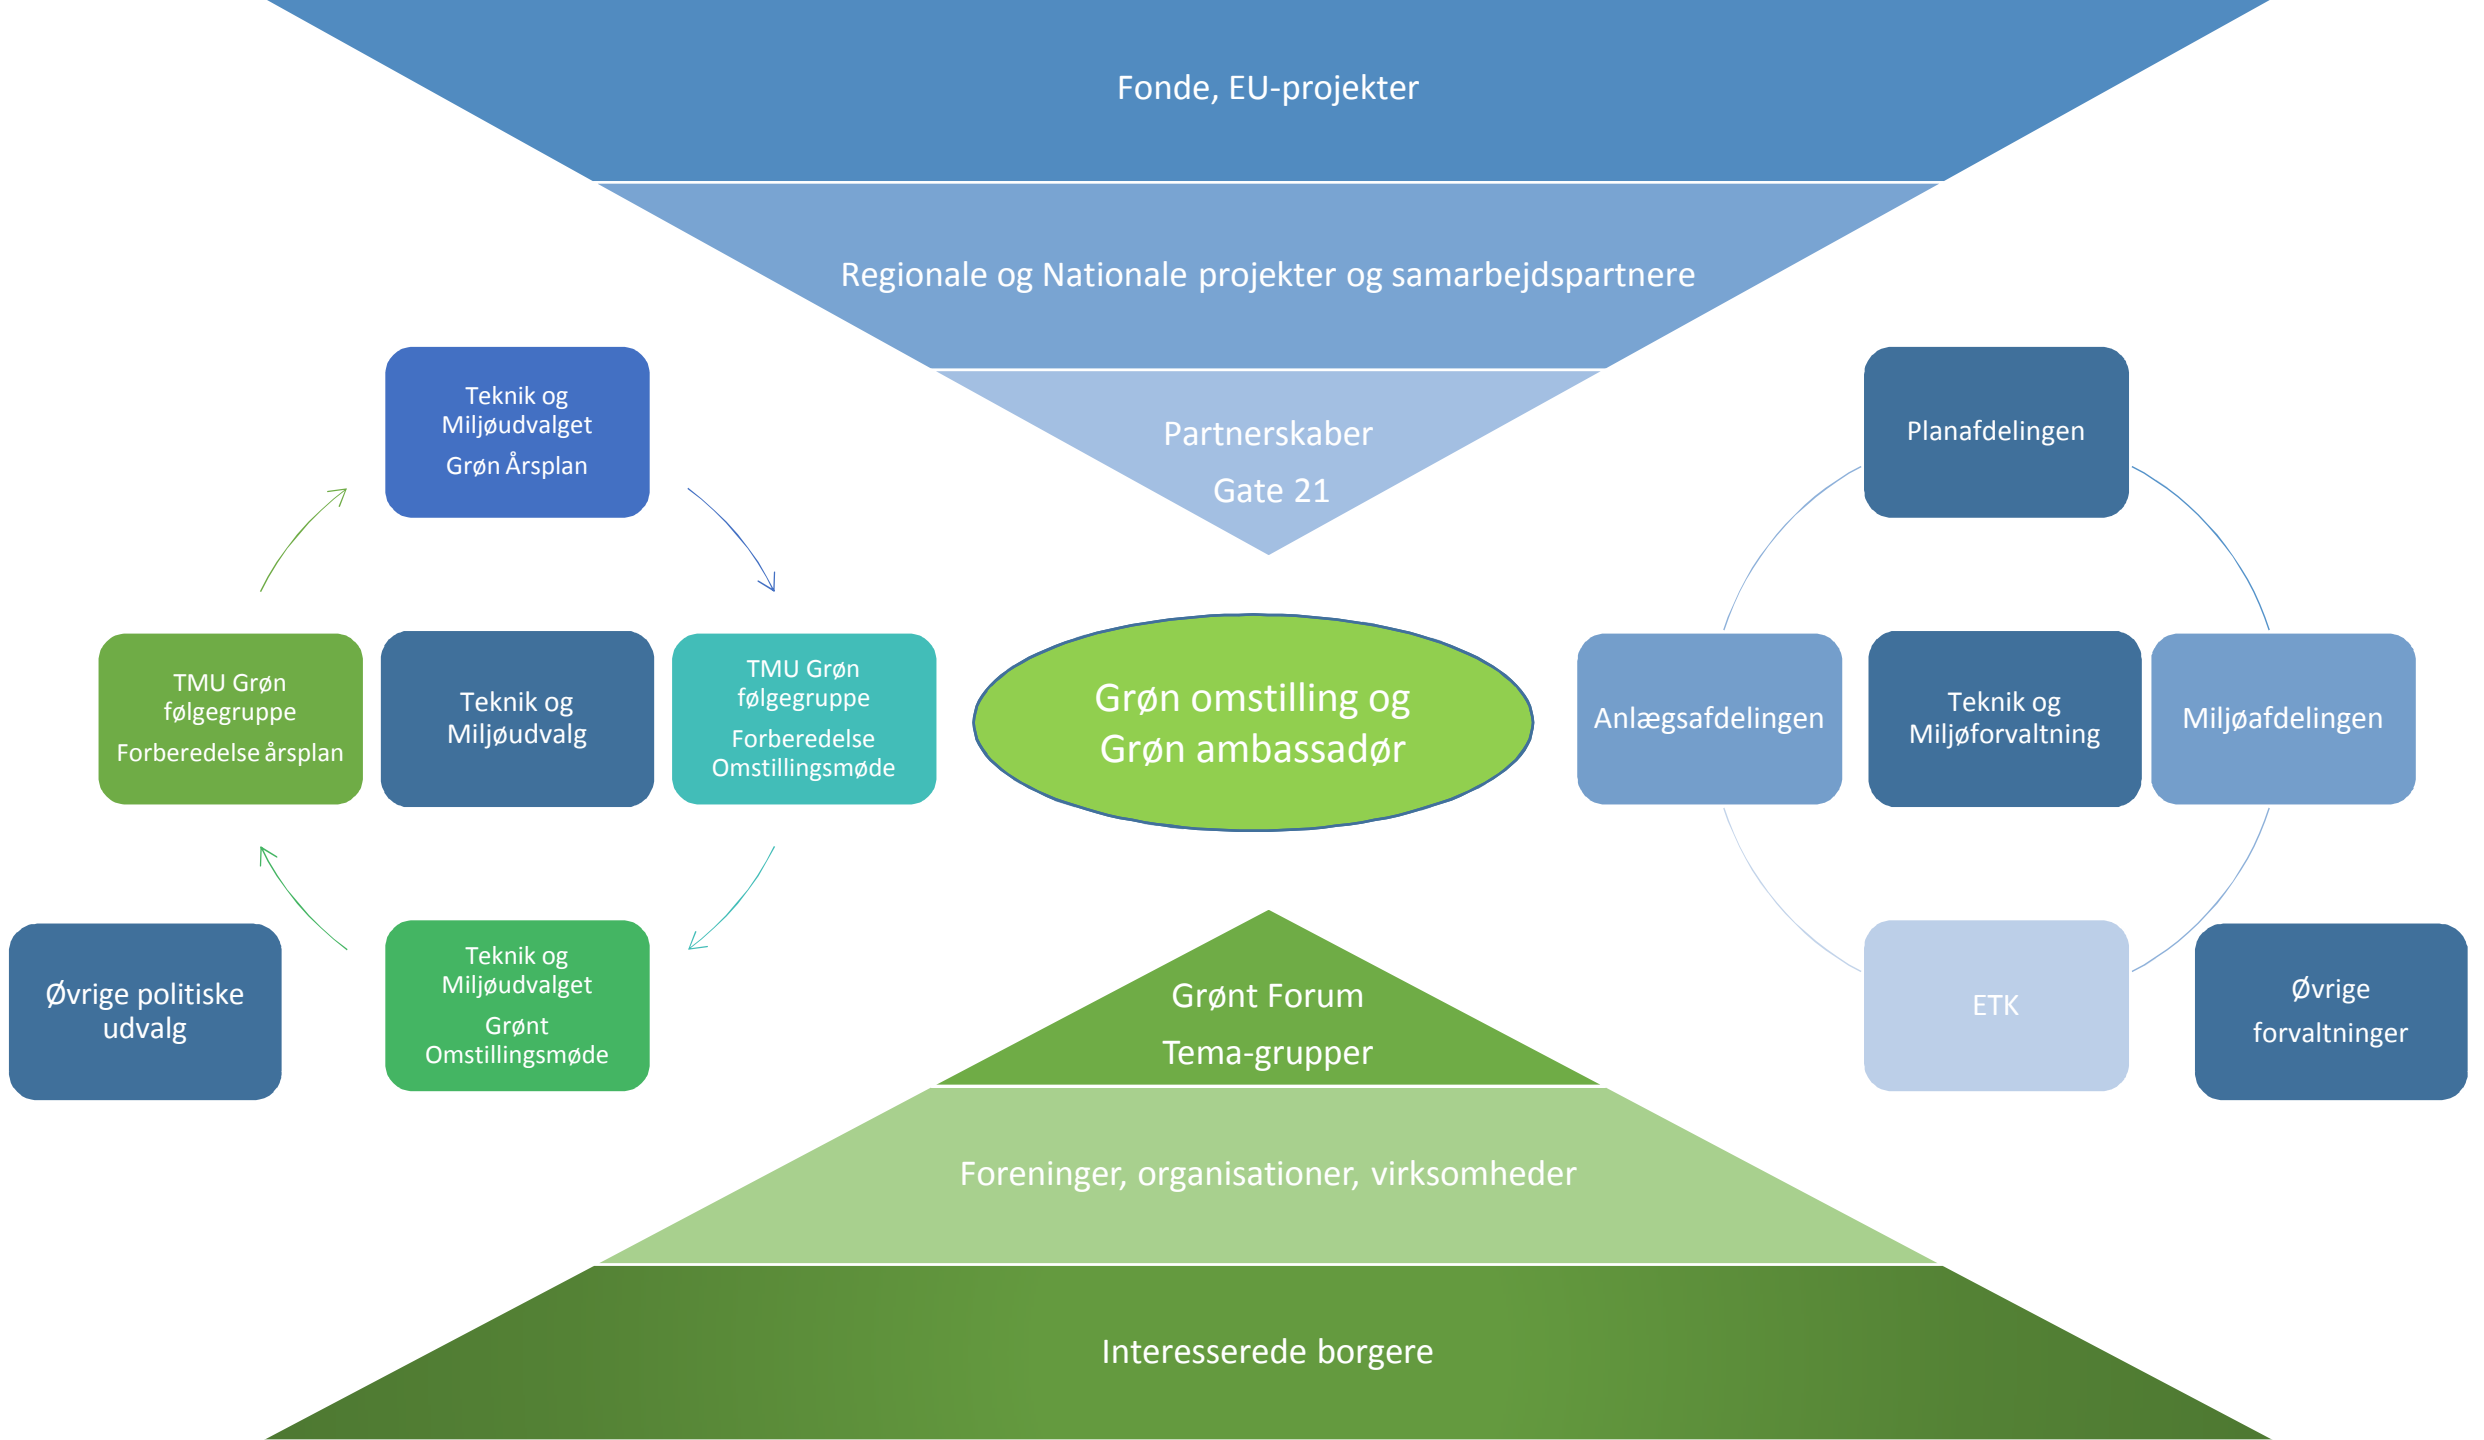 Fonde, EU-projekter
Regionale og Nationale projekter og samarbejdspartnere
Partnerskaber
Gate 21
Teknik og
Miljøudvalget
Grøn Årsplan
TMU Grøn
følgegruppe
Forberedelse årsplan
Teknik og
Miljøudvalg
TMU Grøn
følgegruppe
Forberedelse
Omstillingsmøde
Teknik og
Miljøudvalget
Grønt
Omstillingsmøde
Øvrige politiske
udvalg
Grøn omstilling og
Grøn ambassadør
Planafdelingen
Anlægsafdelingen
Teknik og
Miljøforvaltning
Miljøafdelingen
ETK
Øvrige
forvaltninger
Grønt Forum
Tema-grupper
Foreninger, organisationer, virksomheder
Interesserede borgere